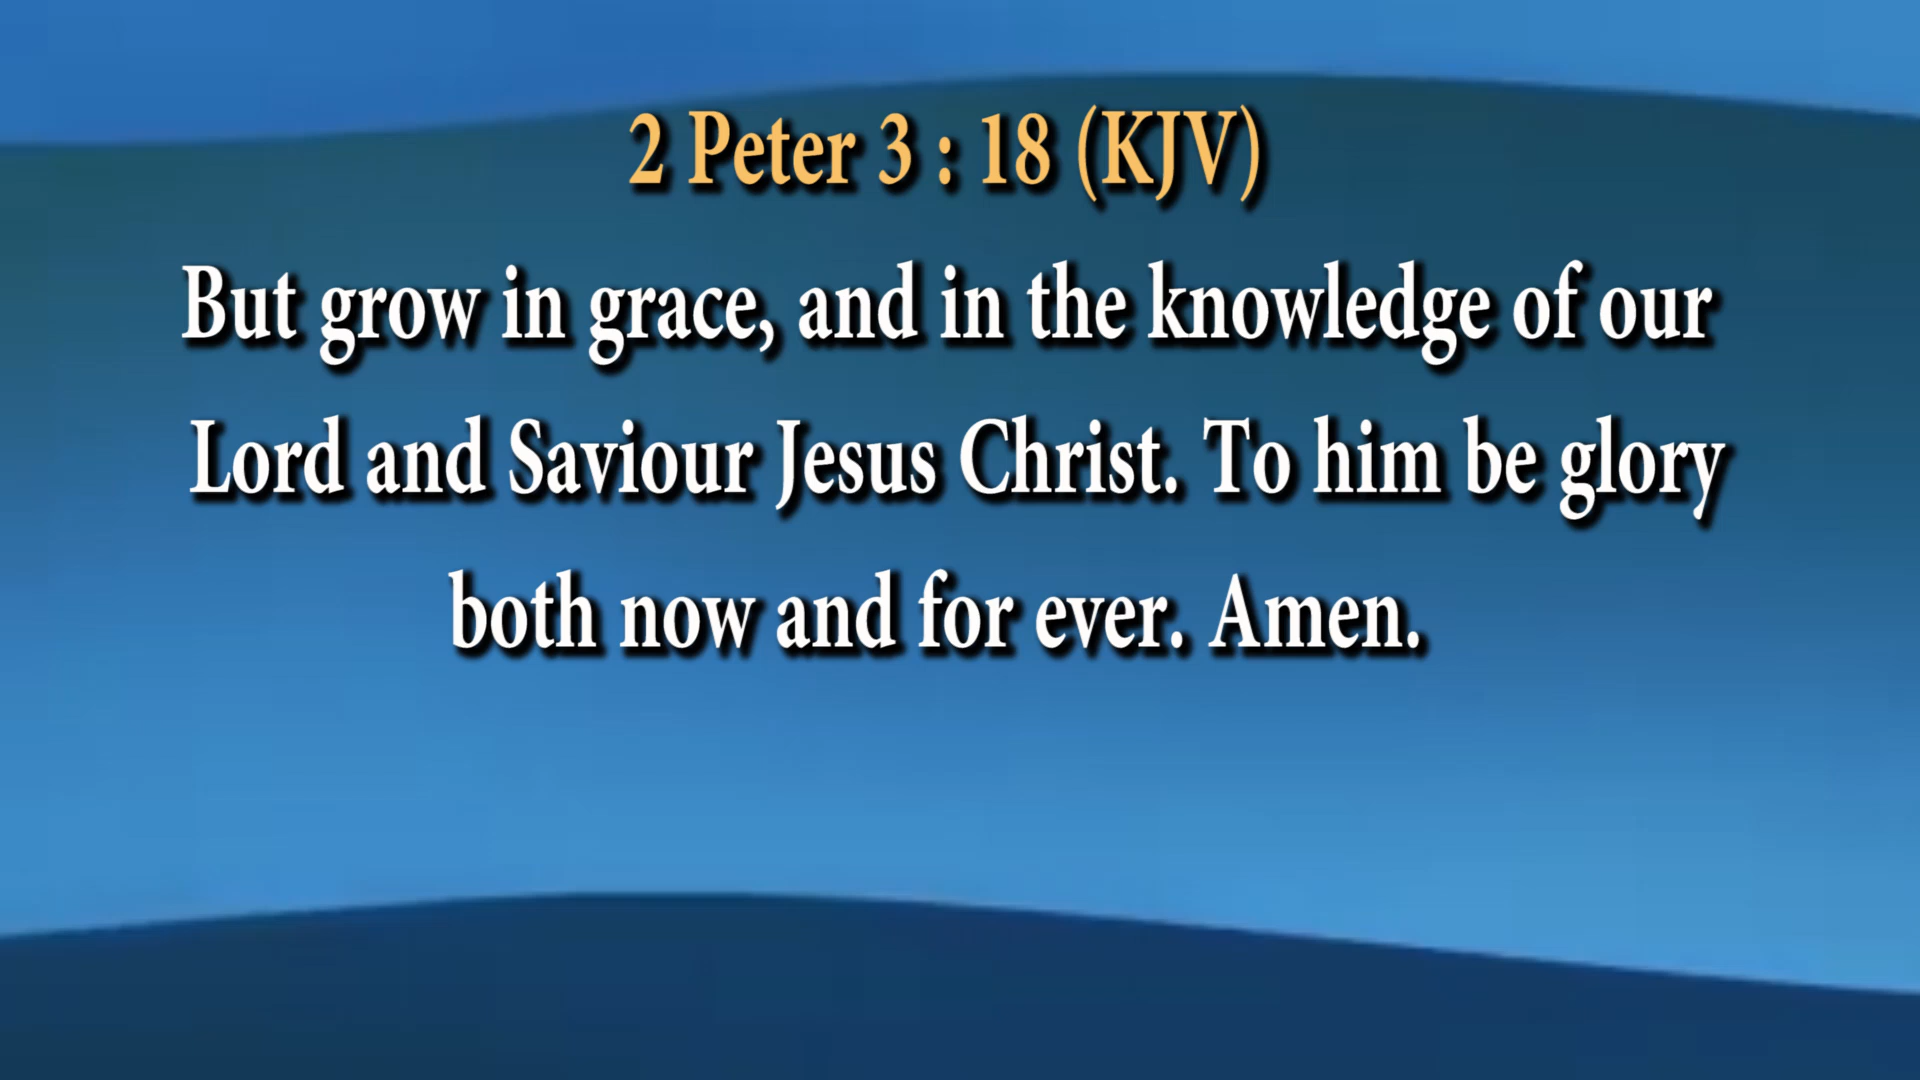 2 Peter 3 : 18 (KJV)
But grow in grace, and in the knowledge of our
Lord and Saviour Jesus Christ. To him be glory
both now and for ever. Amen.